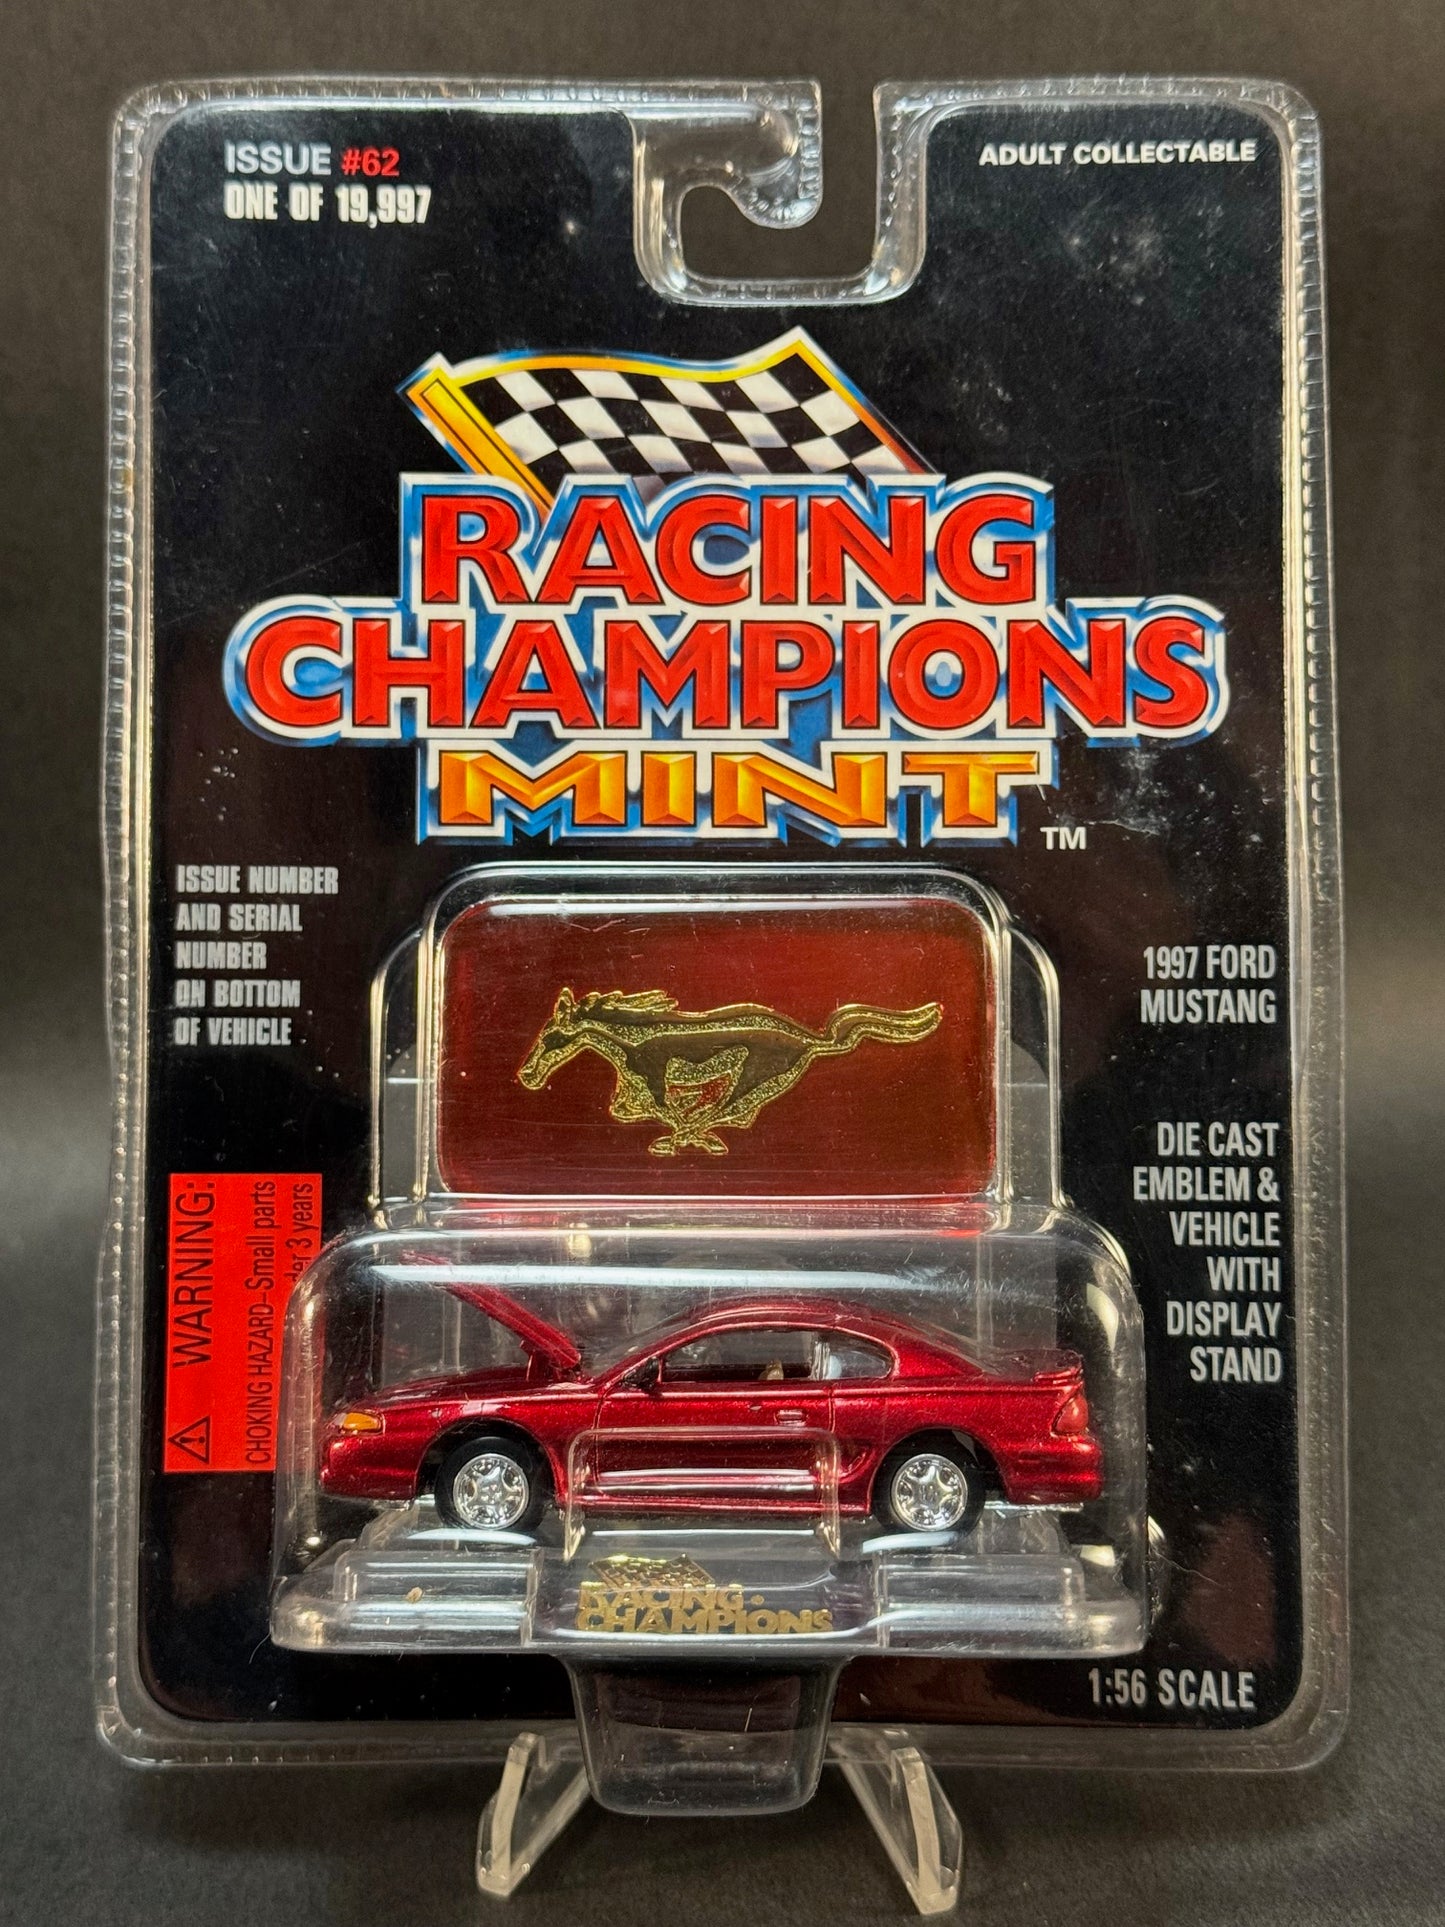 ISSUE #62
ONE OF 19,997
ADULT COLLECTABLE
RACING
CHAMPIONS
MINT
TM
ISSUE NUMBER
AND SERIAL
NUMBER
ON BOTTOM
OF VEHICLE
1997 FORD
MUSTANG
DIE CAST
EMBLEM &
VEHICLE
WITH
DISPLAY
STAND
WARNING:
CHOKING HAZARD–Small parts
3 years
RACING
CHAMPIONS
1:56 SCALE